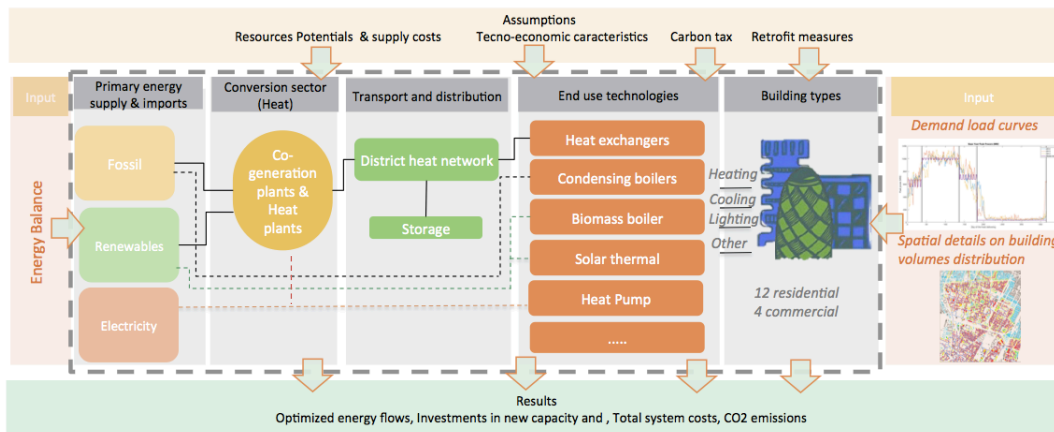 Assumptions
Resources Potentials & supply costs
Tecno-economic caracteristics
Carbon tax
Retrofit measures
Input
Energy Balance
Primary energy
supply & imports
Conversion sector
(Heat)
Transport and distribution
End use technologies
Building types
Fossil
Renewables
Electricity
Co-
generation
plants &
Heat
plants
District heat network
Storage
Heat exchangers
Condensing boilers
Biomass boiler
Solar thermal
Heat Pump
.....
Heating
Cooling
Lighting
Other
12 residential
4 commercial
Input
Demand load curves
Spatial details on building
volumes distribution
Results
Optimized energy flows, Investments in new capacity and , Total system costs, CO2 emissions